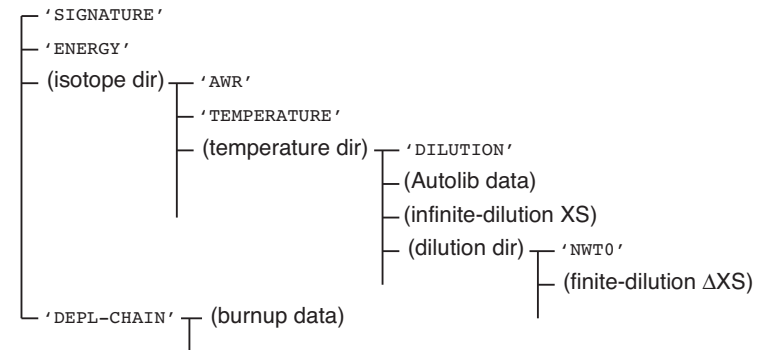 ‘SIGNATURE’
‘ENERGY’
(isotope dir) ‘AWR’
‘TEMPERATURE’
(temperature dir) ‘DILUTION’
(Autolib data)
(infinite-dilution XS)
(dilution dir) ‘NWT0’
(finite-dilution ΔXS)
‘DEPL-CHAIN’ (burnup data)